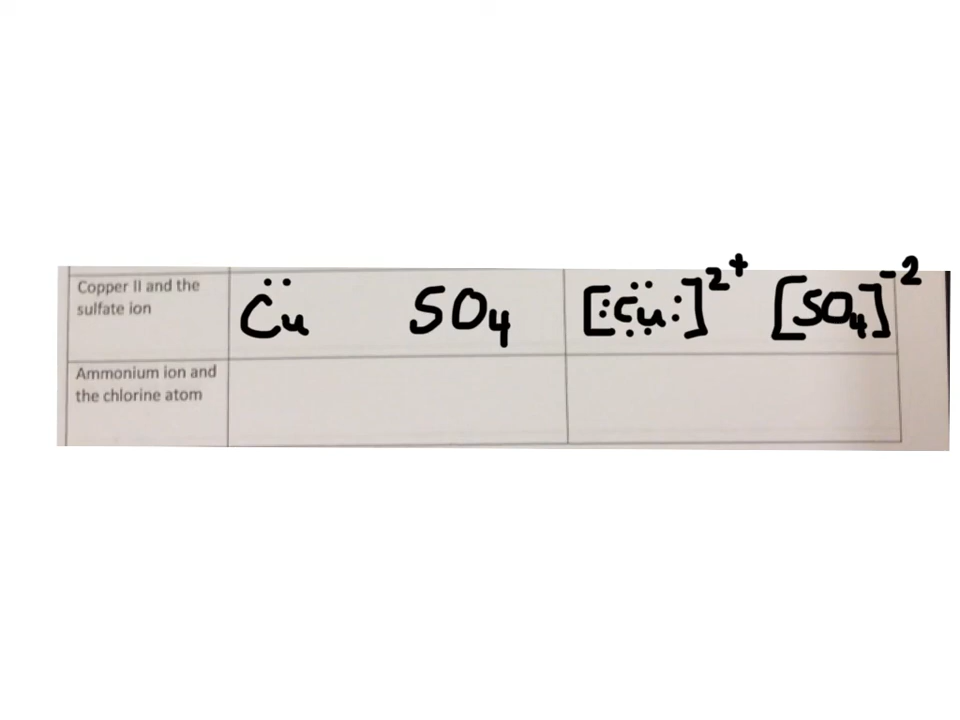 Copper II and the
sulfate ion
Cu SO4 [:Cu:]2+ [SO4]-2
Ammonium ion and
the chlorine atom